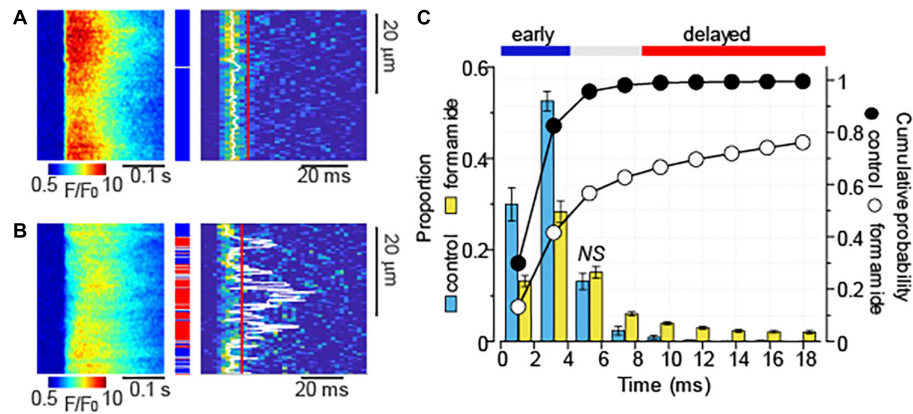 A
20 µm
0.5 F/F0 10
0.1 s
20 ms
B
20 µm
0.5 F/F0 10
0.1 s
20 ms
C
early
delayed
0.6
0.4
0.2
0
Proportion
control
formamide
NS
0 2 4 6 8 10 12 14 16 18
Time (ms)
1
0.8
0.6
0.4
0.2
0
control
formamide
Cumulative probability